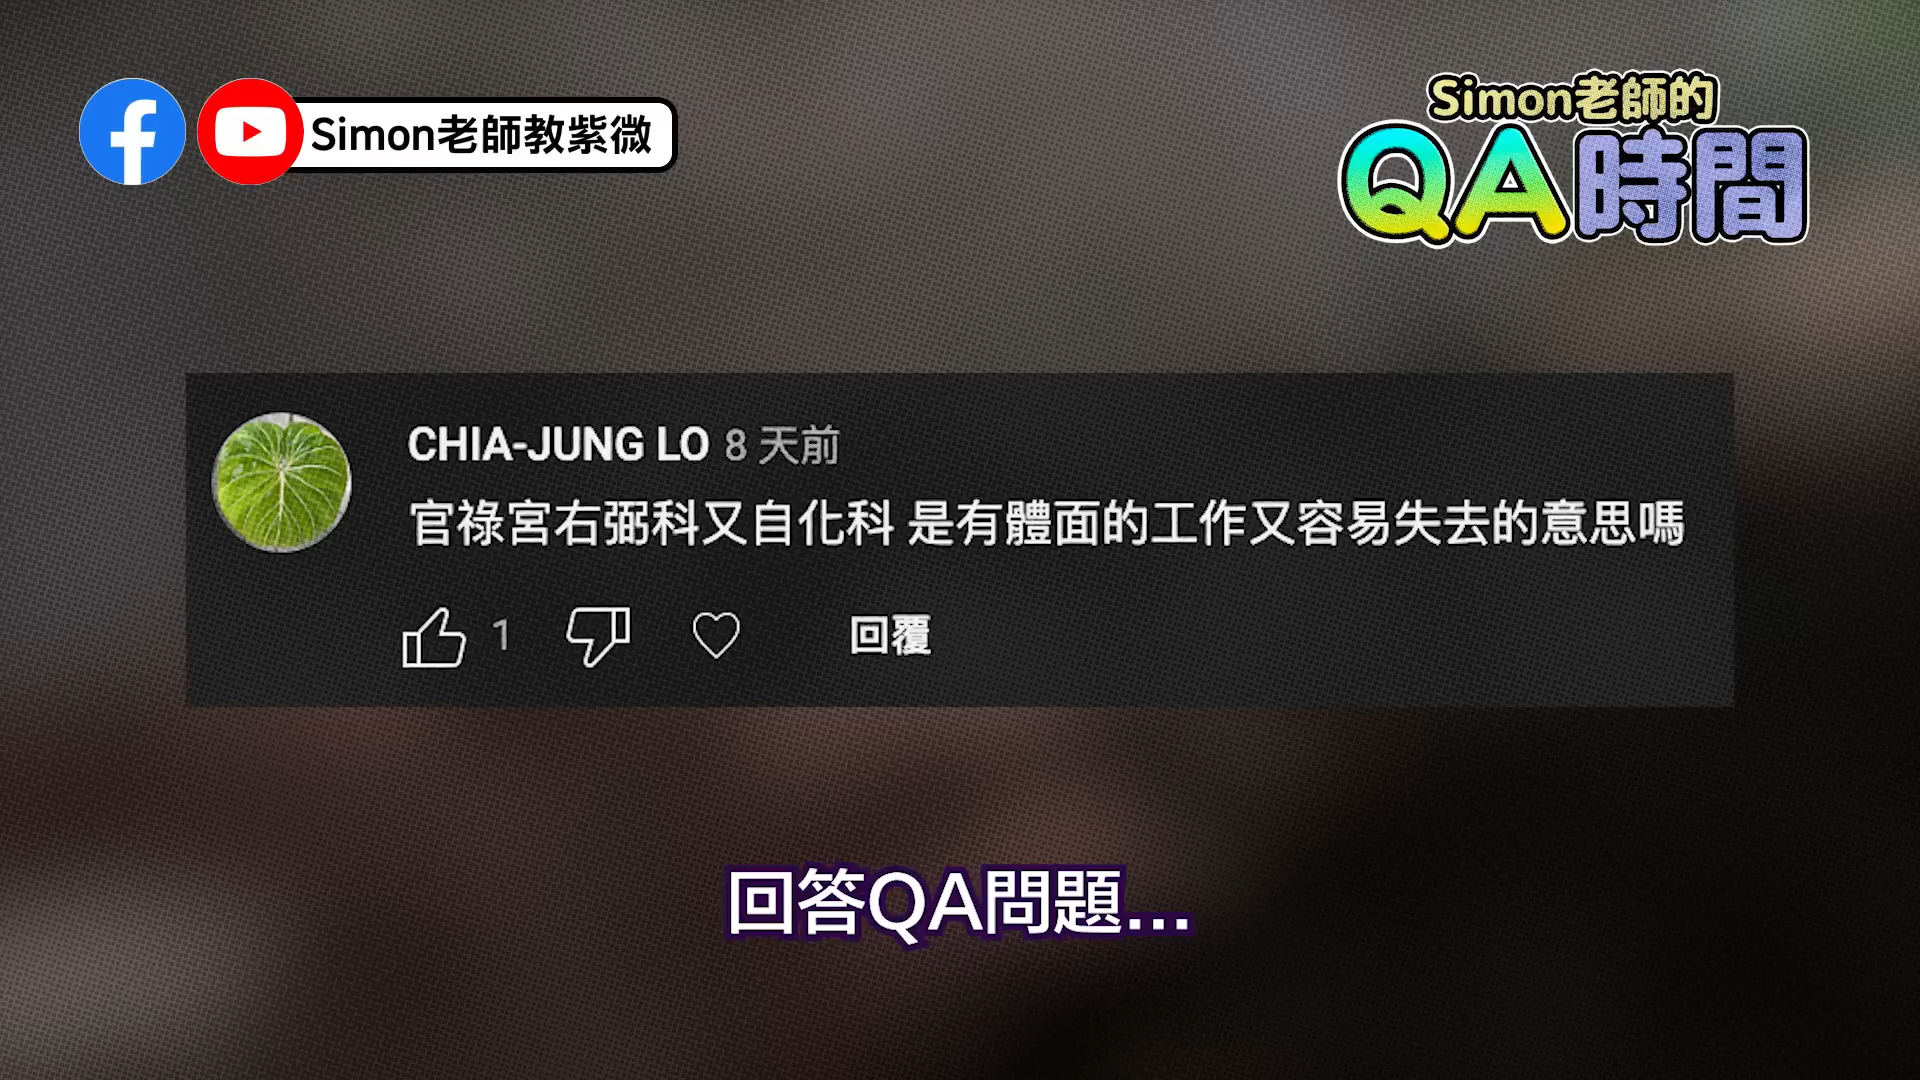 Simon老師教紫微
Simon老師的
QA時間
CHIA-JUNG LO 8 天前
官祿宮右弼科又自化科 是有體面的工作又容易失去的意思嗎
1
回覆
回答QA問題...